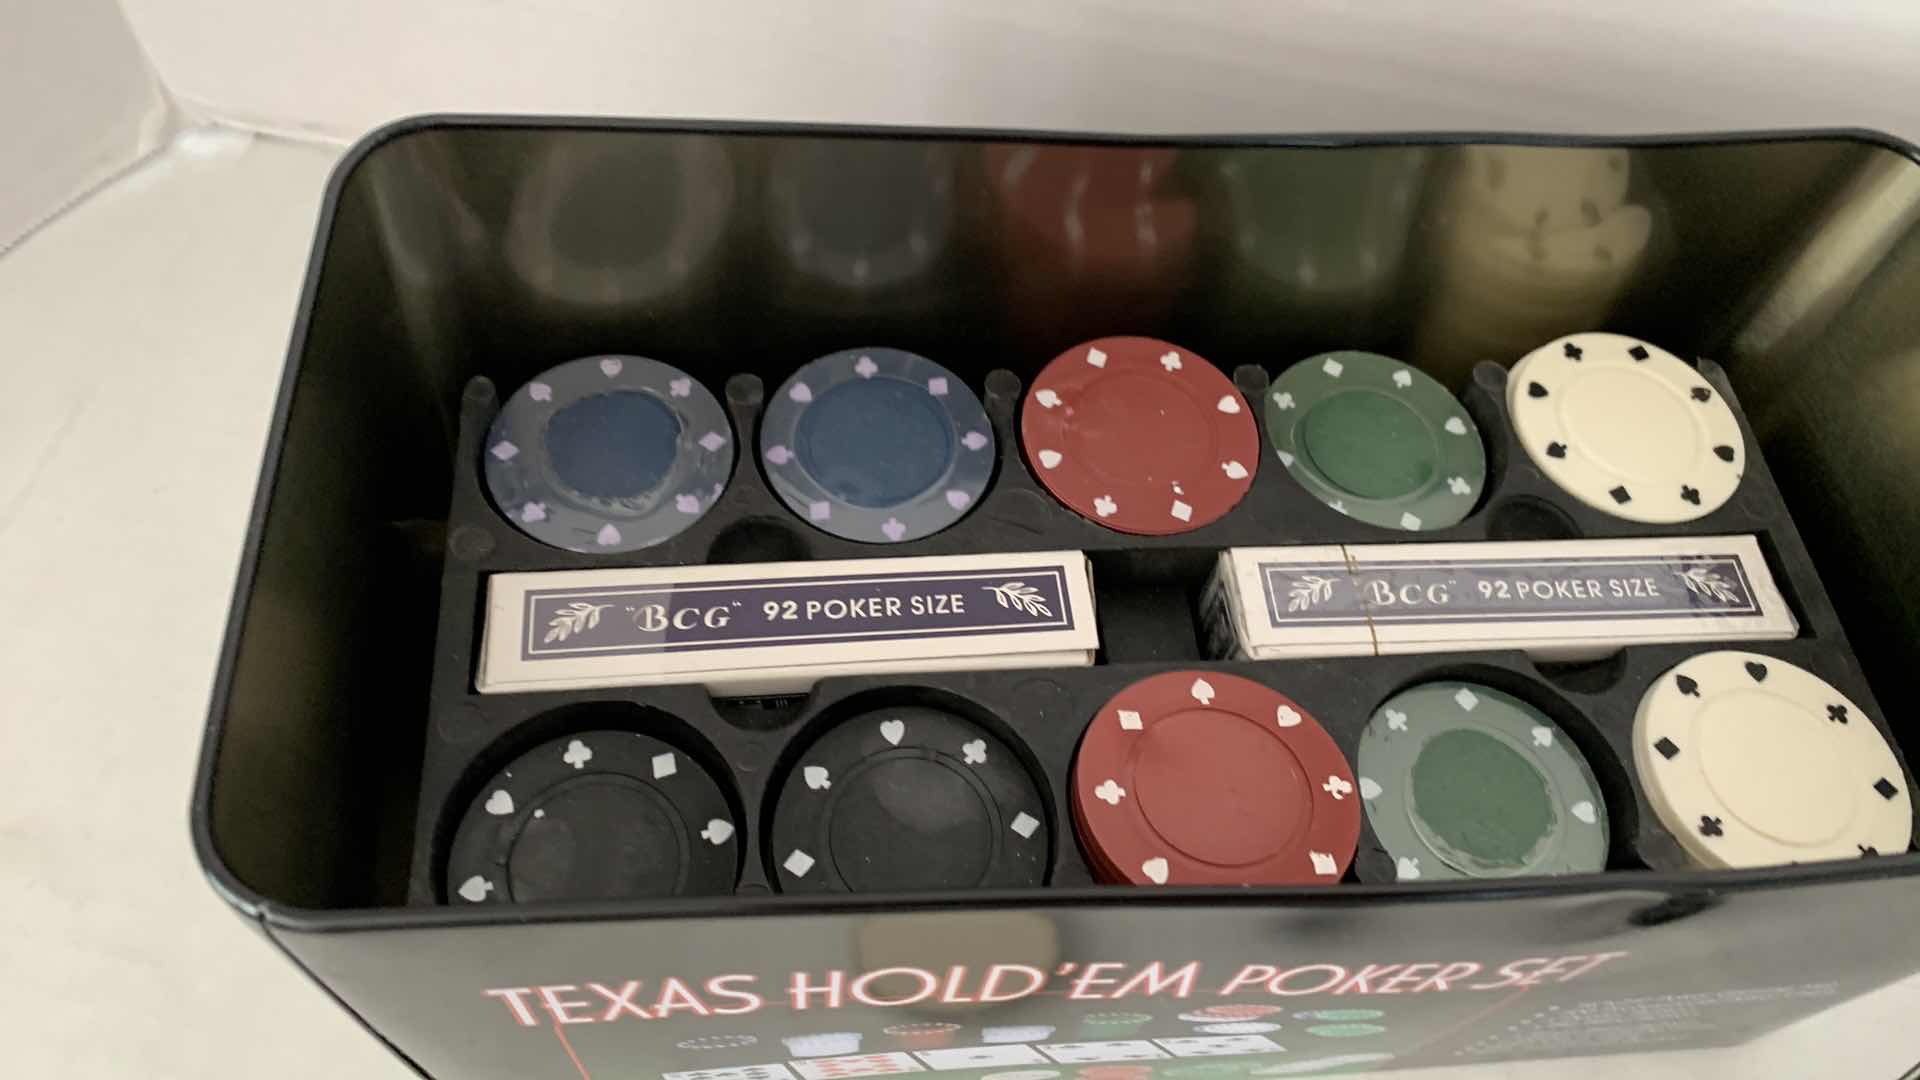 "BCG" 92 POKER SIZE
"BCG" 92 POKER SIZE
TEXAS HOLD'EM POKER SET